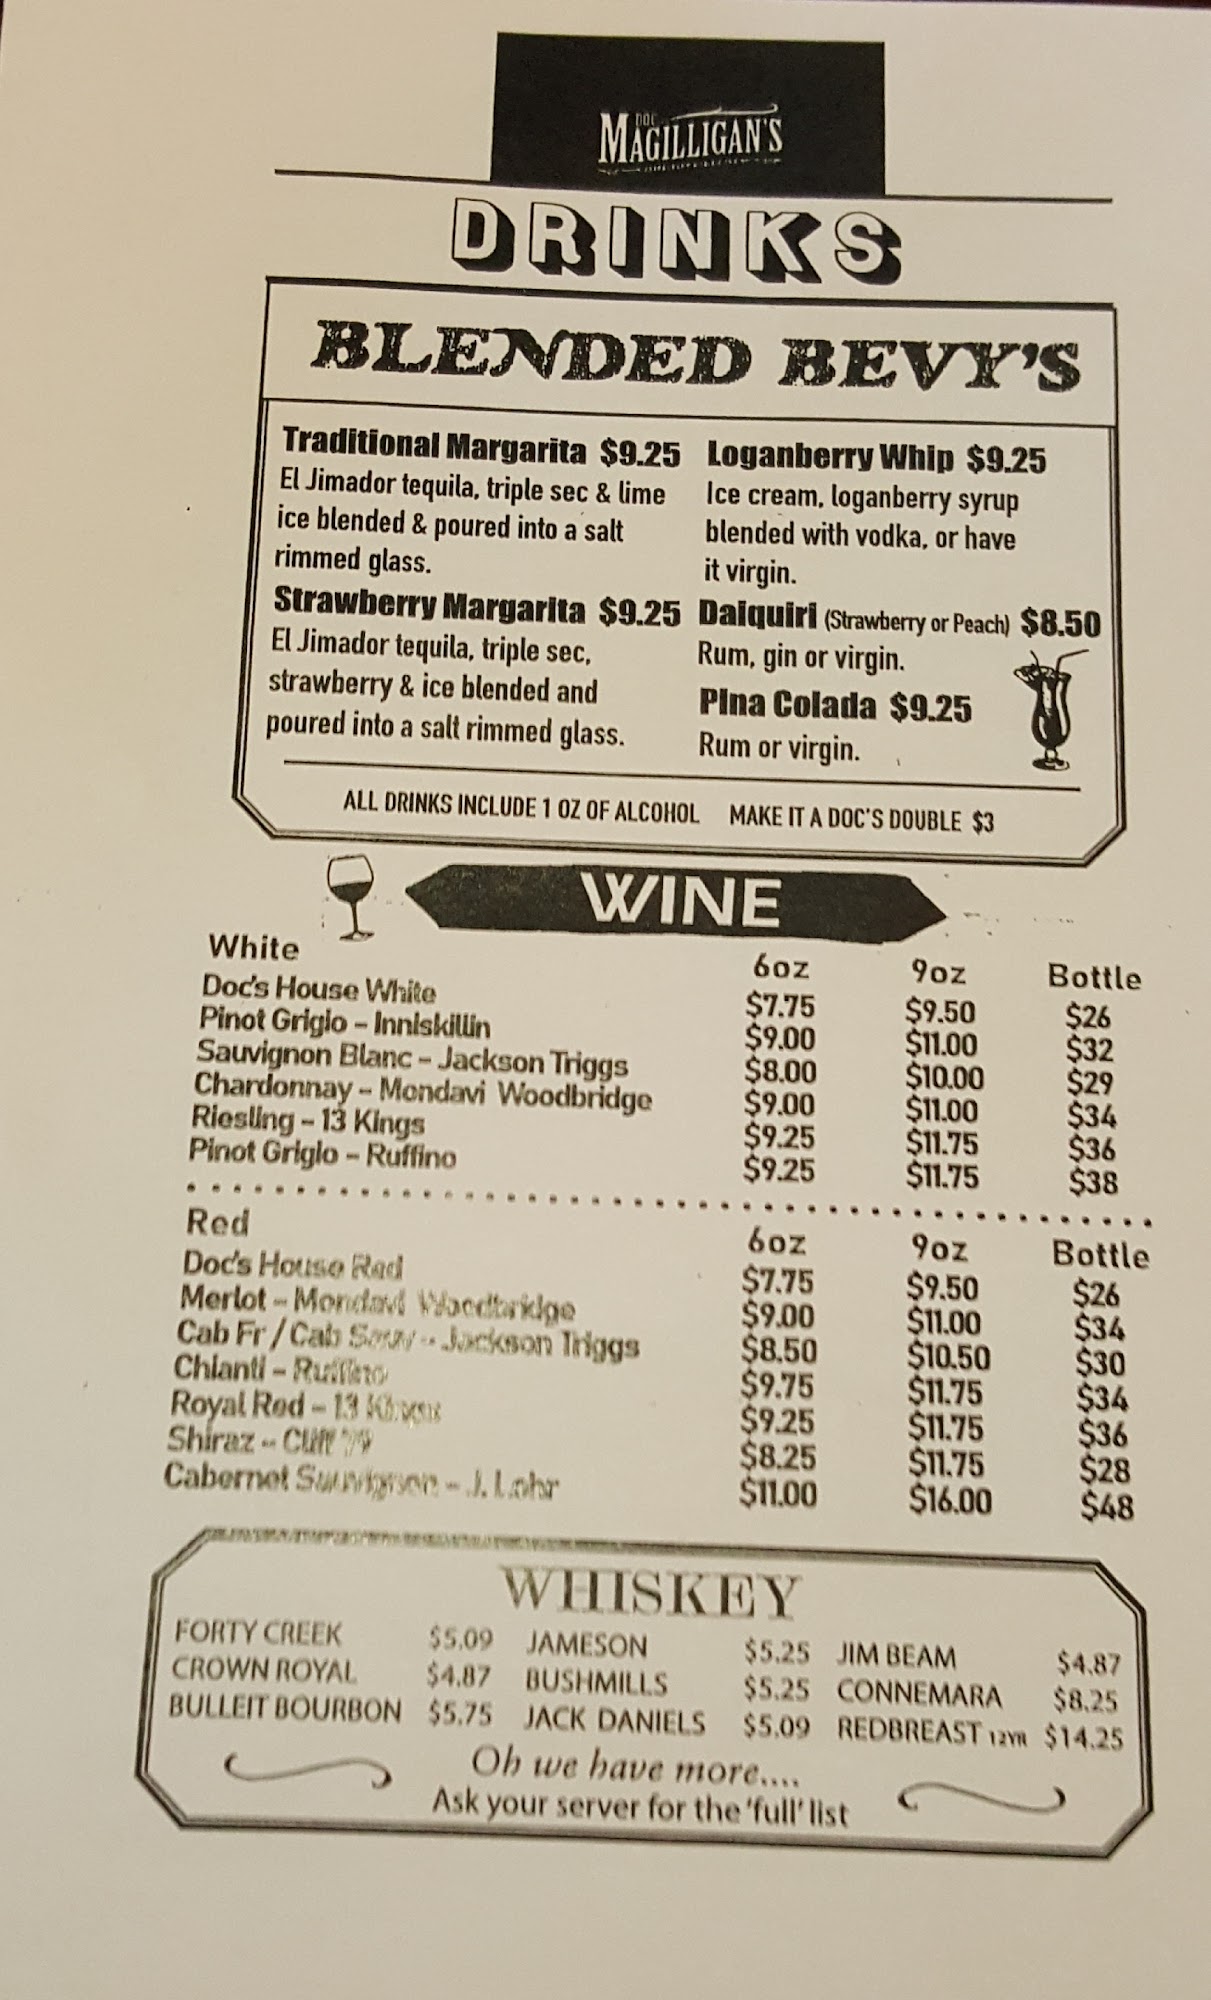 DOC
MAGILLIGAN'S
DRINKS
BLENDED BEVY'S
Traditional Margarita $9.25
El Jimador tequila, triple sec & lime
ice blended & poured into a salt
rimmed glass.
Strawberry Margarita $9.25
El Jimador tequila, triple sec,
strawberry & ice blended and
poured into a salt rimmed glass.
Loganberry Whip $9.25
Ice cream, loganberry syrup
blended with vodka, or have
it virgin.
Daiquiri (Strawberry or Peach) $8.50
Rum, gin or virgin.
Pina Colada $9.25
Rum or virgin.
ALL DRINKS INCLUDE 1 OZ OF ALCOHOL MAKE IT A DOC'S DOUBLE $3
WINE
White 6oz 9oz Bottle
Doc's House White $7.75 $9.50 $26
Pinot Grigio - Inniskillin $9.00 $11.00 $32
Sauvignon Blanc - Jackson Triggs $8.00 $10.00 $29
Chardonnay - Mondavi Woodbridge $9.00 $11.00 $34
Riesling - 13 Kings $9.25 $11.75 $36
Pinot Grigio - Ruffino $9.25 $11.75 $38
Red 6oz 9oz Bottle
Doc's House Red $7.75 $9.50 $26
Merlot - Mondavi Woodbridge $9.00 $11.00 $34
Cab Fr / Cab Sauv - Jackson Triggs $8.50 $10.50 $30
Chianti - Ruffino $9.75 $11.75 $34
Royal Red - 13 Kings $9.25 $11.75 $36
Shiraz - Cliff 79 $8.25 $11.75 $28
Cabernet Sauvignon - J. Lohr $11.00 $16.00 $48
WHISKEY
FORTY CREEK $5.09 JAMESON $5.25 JIM BEAM $4.87
CROWN ROYAL $4.87 BUSHMILLS $5.25 CONNEMARA $8.25
BULLEIT BOURBON $5.75 JACK DANIELS $5.09 REDBREAST 12YR $14.25
Oh we have more....
Ask your server for the 'full' list